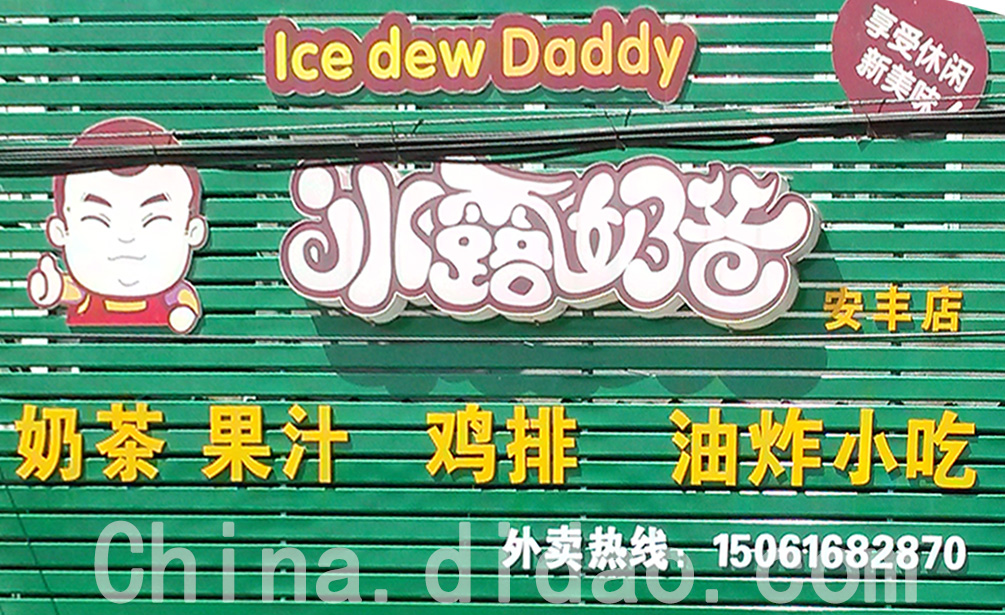 Ice dew Daddy
享受休闲
新美味！
冰露奶爸
安丰店
奶茶 果汁 鸡排 油炸小吃
外卖热线：15061682870
China.didao.com